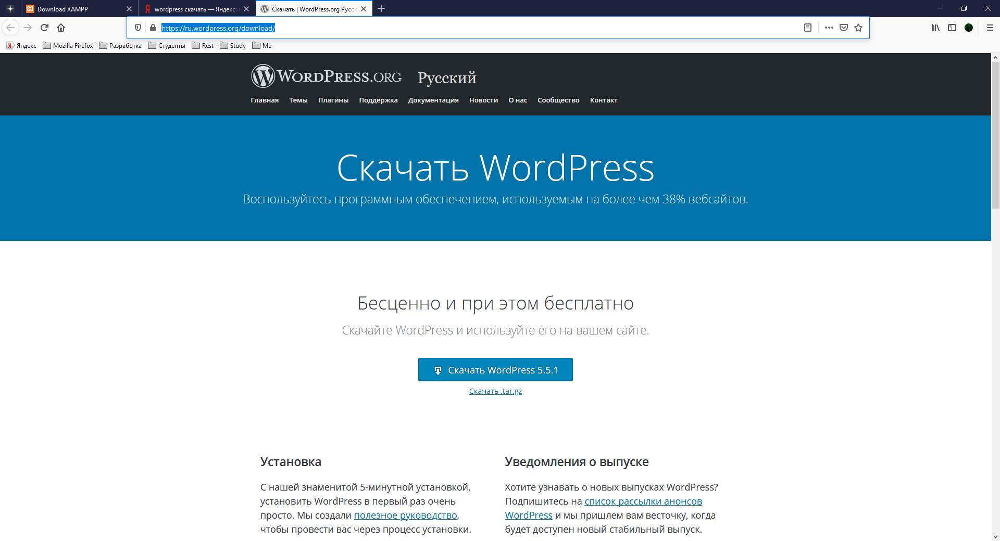 Download XAMPP
wordpress скачать — Яндекс:
Скачать | WordPress.org Русск
https://ru.wordpress.org/download/
Яндекс Mozilla Firefox Разработка Студенты Rest Study Me
WORDPRESS.ORG Русский
Главная Темы Плагины Поддержка Документация Новости О нас Сообщество Контакт
Скачать WordPress
Воспользуйтесь программным обеспечением, используемым на более чем 38% вебсайтов.
Бесценно и при этом бесплатно
Скачайте WordPress и используйте его на вашем сайте.
Скачать WordPress 5.5.1
Скачать .tar.gz
Установка
С нашей знаменитой 5-минутной установкой,
установить WordPress в первый раз очень
просто. Мы создали полезное руководство,
чтобы провести вас через процесс установки.
Уведомления о выпуске
Хотите узнавать о новых выпусках WordPress?
Подпишитесь на список рассылки анонсов
WordPress и мы пришлем вам весточку, когда
будет доступен новый стабильный выпуск.